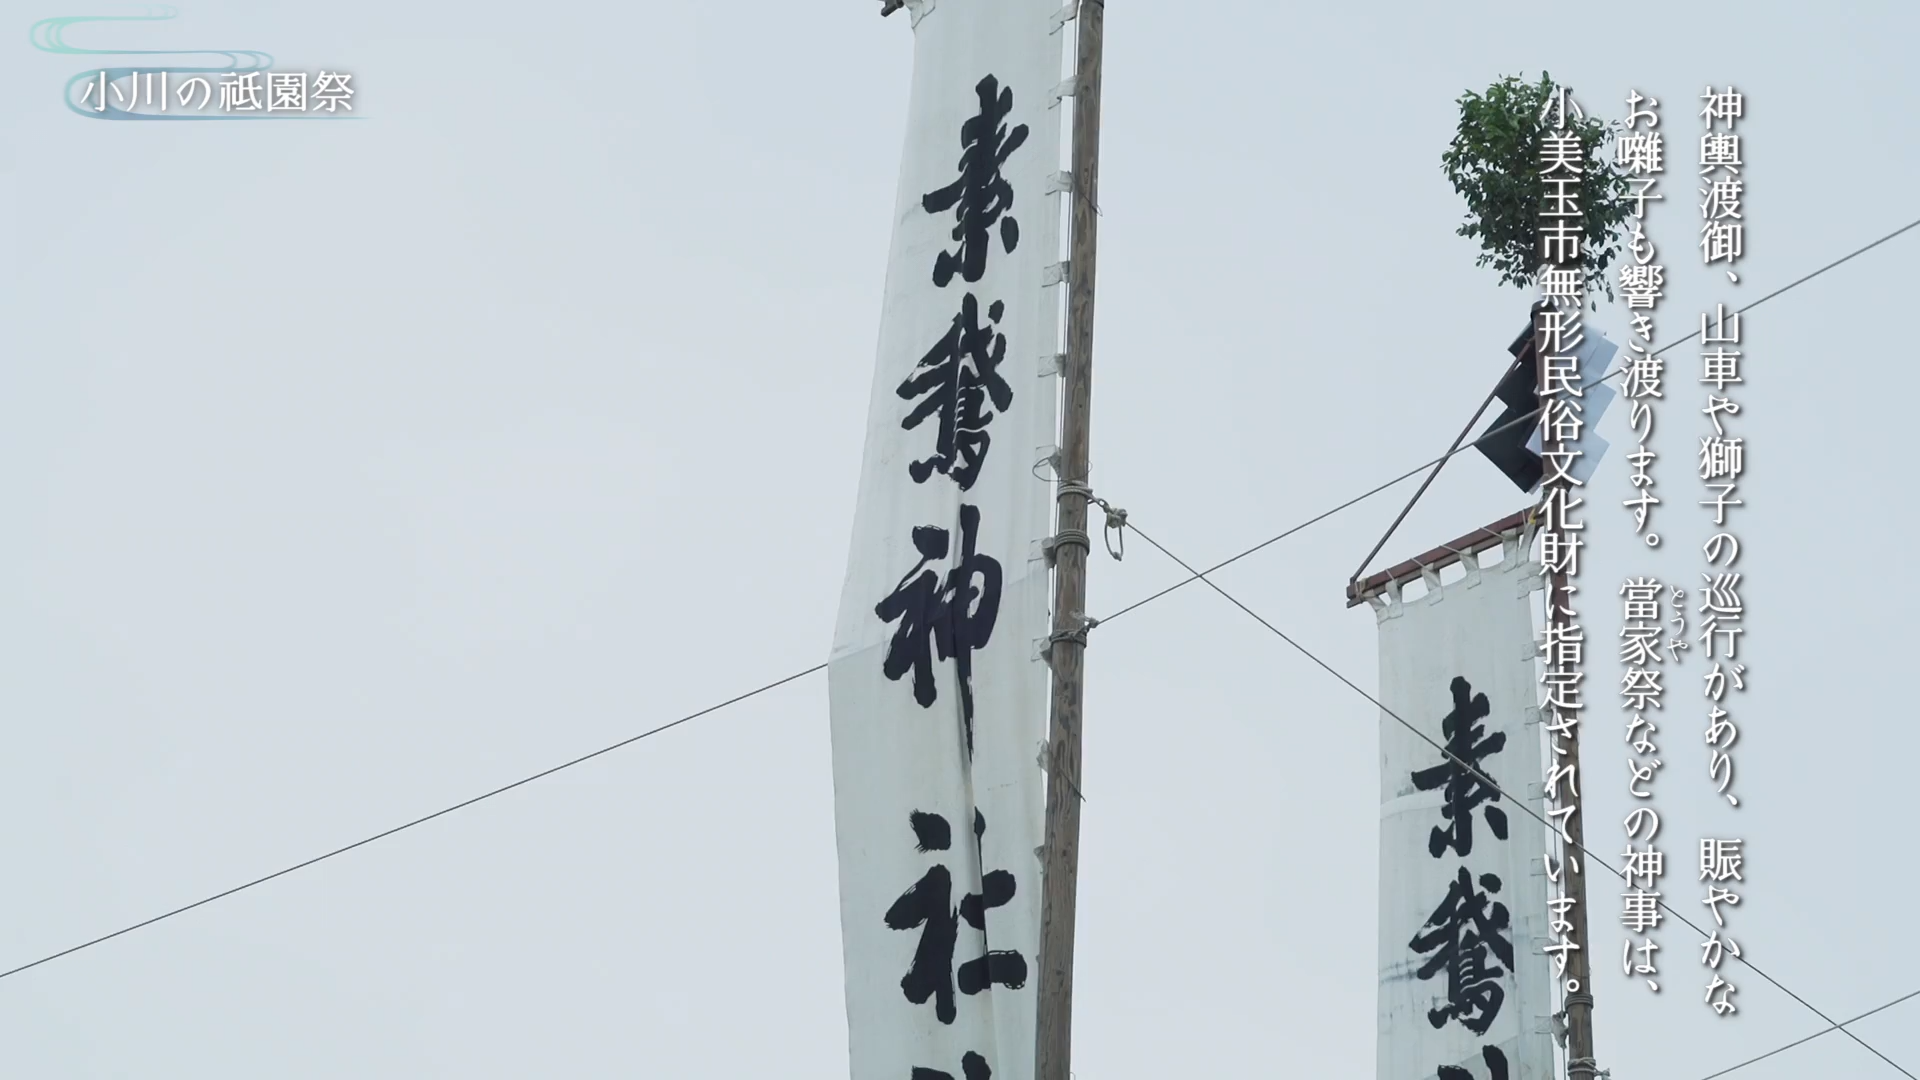 小川の祗園祭
神輿渡御、山車や獅子の巡行があり、賑やかな
お囃子も響き渡ります。當家祭などの神事は、
とうや
小美玉市無形民俗文化財に指定されています。
素鵞神社
素鵞